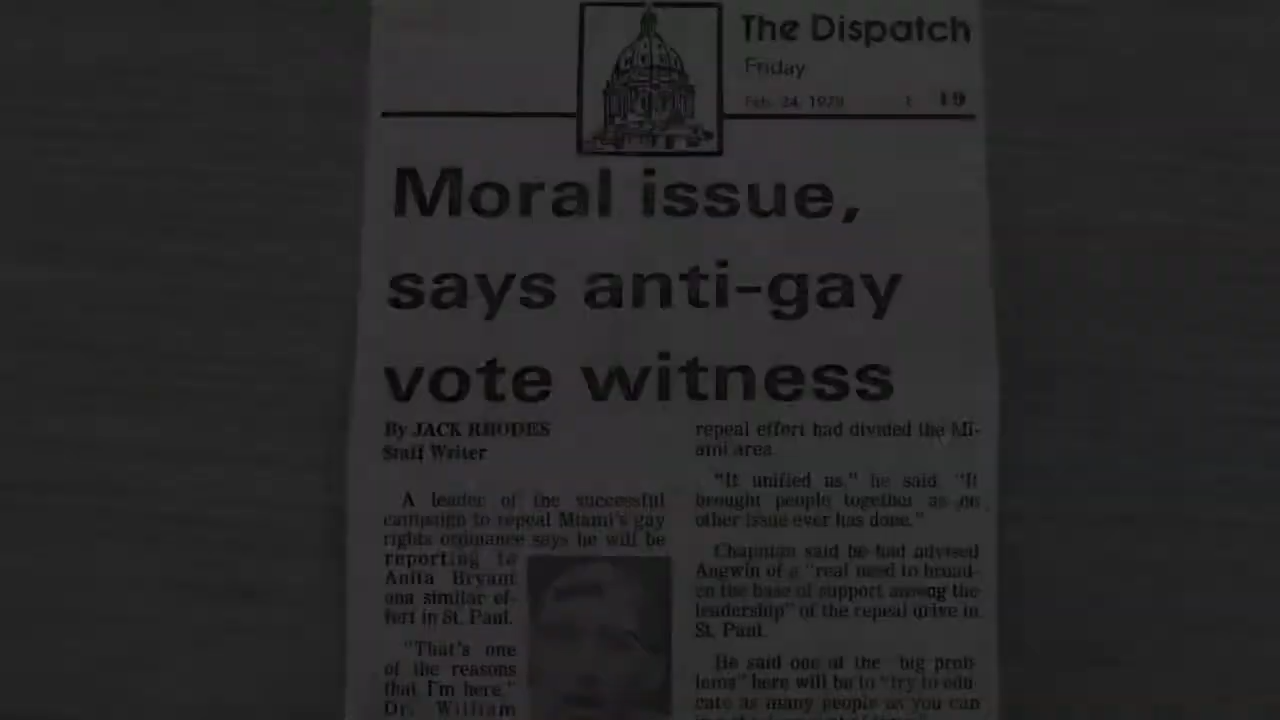 The Dispatch
Friday
Feb. 24, 1978 19
Moral issue,
says anti-gay
vote witness
By JACK RHODES
Staff Writer
A leader of the successful
campaign to repeal Miami's gay
rights ordinance says he will be
reporting to
Anita Bryant
ona similar ef-
fort in St. Paul.
"That's one
of the reasons
that I'm here,"
Dr. William
repeal effort had divided the Mi-
ami area.
"It unified us," he said. "It
brought people together as no
other issue ever has done."
Chapman said he had advised
Angwin of a "real need to broad-
en the base of support among the
leadership" of the repeal drive in
St. Paul.
He said one of the "big prob-
lems" here will be to "try to edu-
cate as many people as you can